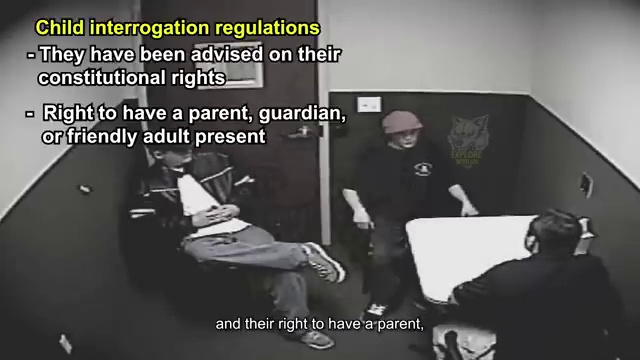 Child interrogation regulations
- They have been advised on their
constitutional rights
- Right to have a parent, guardian,
or friendly adult present
EXPLORE
and their right to have a parent,